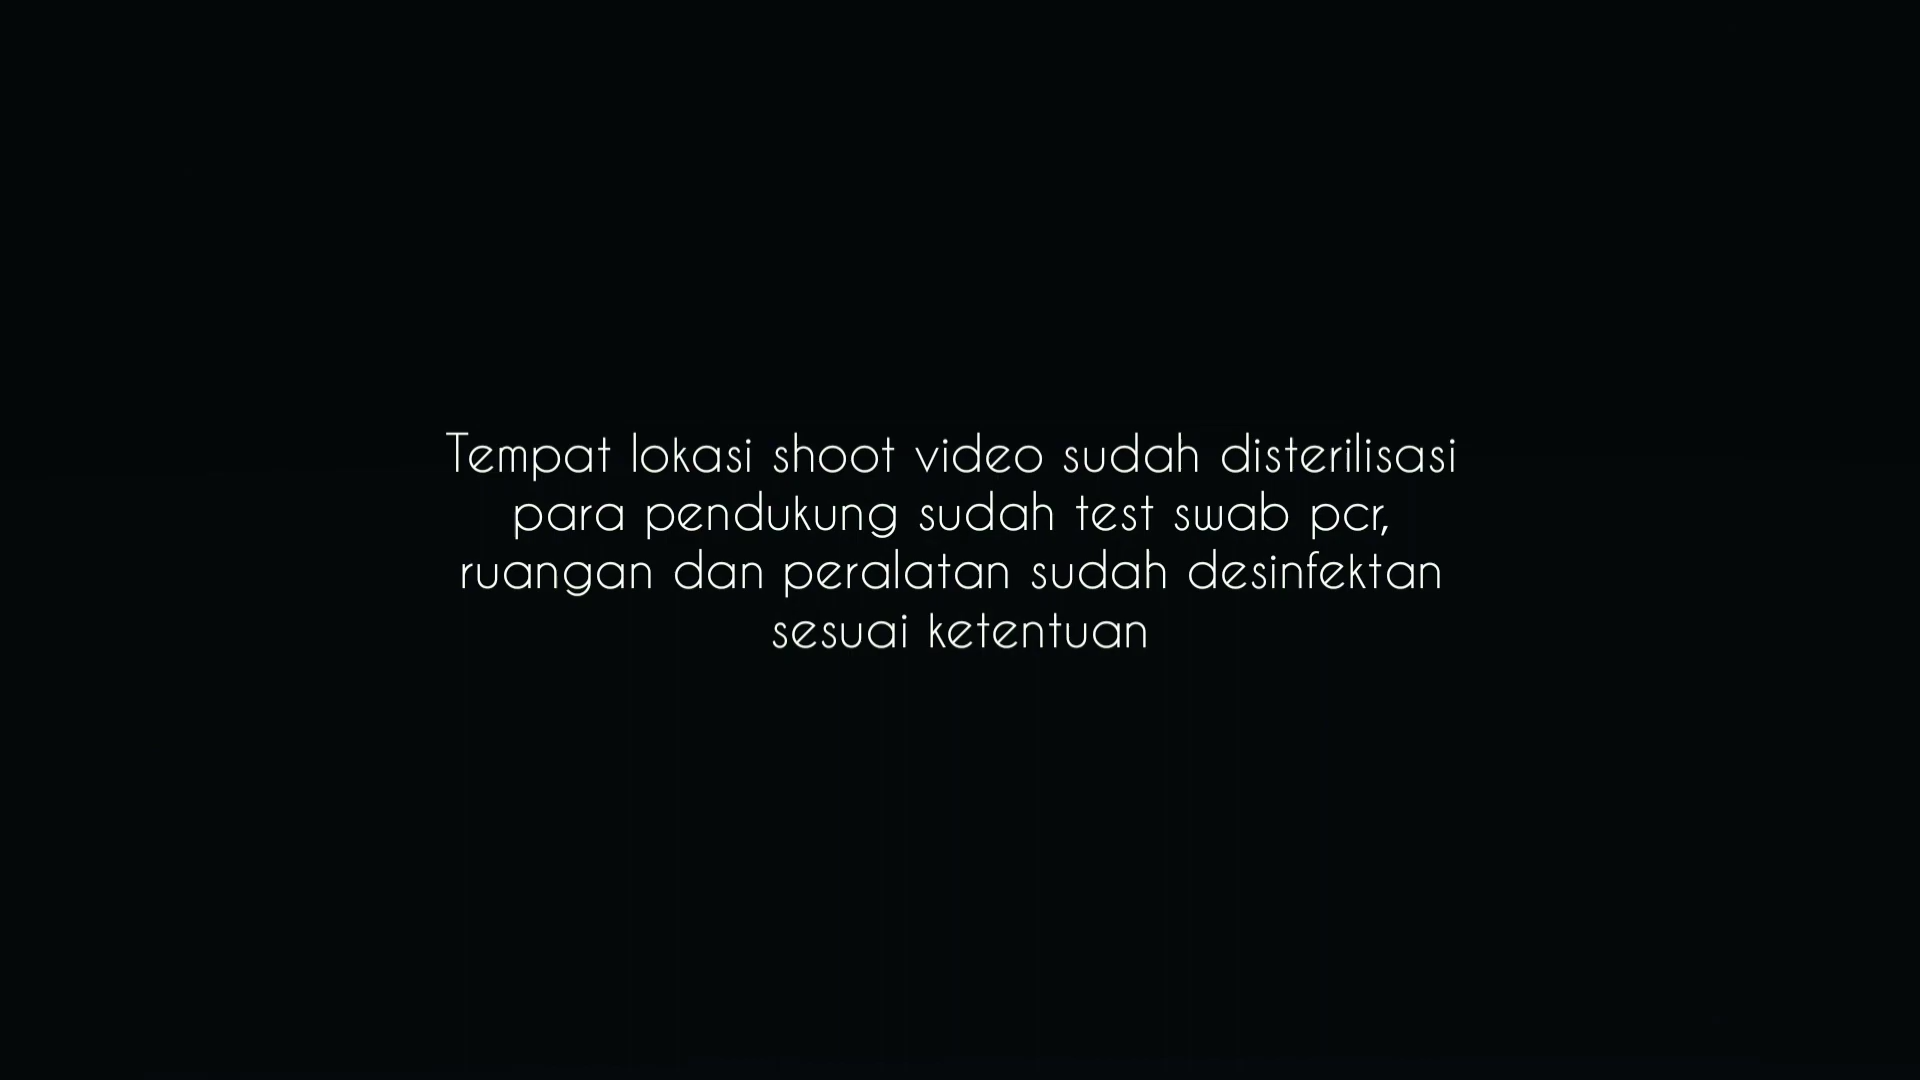 Tempat lokasi shoot video sudah disterilisasi
para pendukung sudah test swab pcr,
ruangan dan peralatan sudah desinfektan
sesuai ketentuan